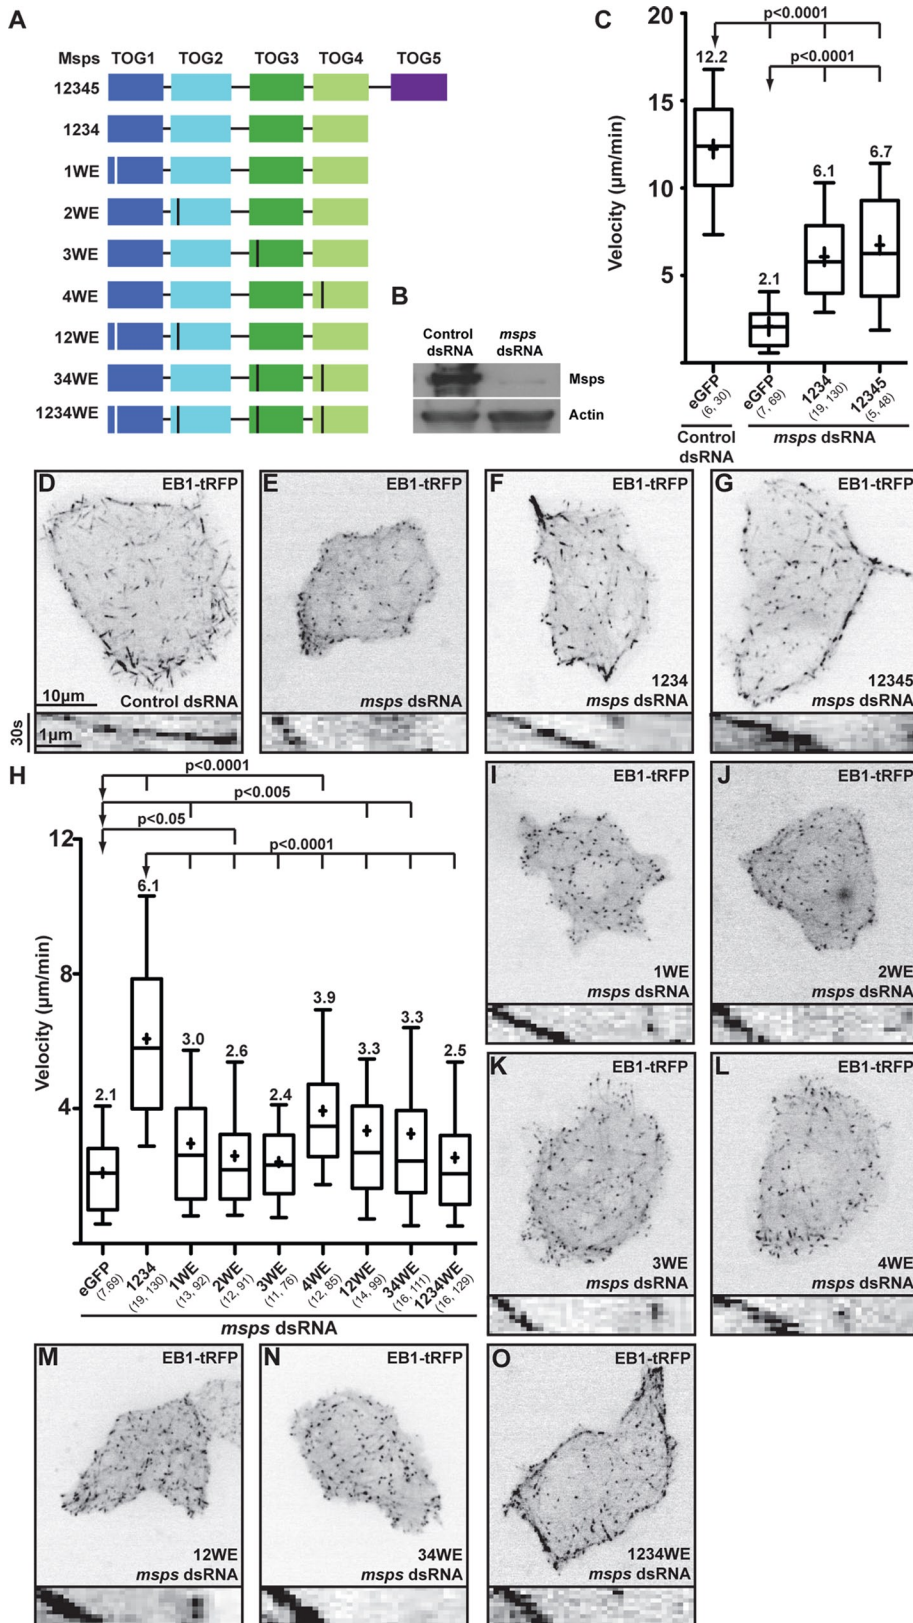 A
Msps TOG1 TOG2 TOG3 TOG4 TOG5
12345
1234
1WE
2WE
3WE
4WE
12WE
34WE
1234WE
B
Control dsRNA
msps dsRNA
Msps
Actin
C
Velocity (µm/min)
20
15
10
5
p<0.0001
p<0.0001
12.2
2.1
6.1
6.7
eGFP (6, 30)
eGFP (7, 69)
1234 (19, 130)
12345 (5, 48)
Control dsRNA
msps dsRNA
D EB1-tRFP
10µm Control dsRNA
30s
1µm
E EB1-tRFP
msps dsRNA
F EB1-tRFP
1234
msps dsRNA
G EB1-tRFP
12345
msps dsRNA
H
p<0.0001
p<0.005
p<0.05
p<0.0001
Velocity (µm/min)
12
8
4
2.1
6.1
3.0
2.6
2.4
3.9
3.3
3.3
2.5
eGFP (7.69)
1234 (19, 130)
1WE (13, 92)
2WE (12, 91)
3WE (11, 76)
4WE (12, 85)
12WE (14, 99)
34WE (16, 111)
1234WE (16, 129)
msps dsRNA
I EB1-tRFP
1WE
msps dsRNA
J EB1-tRFP
2WE
msps dsRNA
K EB1-tRFP
3WE
msps dsRNA
L EB1-tRFP
4WE
msps dsRNA
M EB1-tRFP
12WE
msps dsRNA
N EB1-tRFP
34WE
msps dsRNA
O EB1-tRFP
1234WE
msps dsRNA